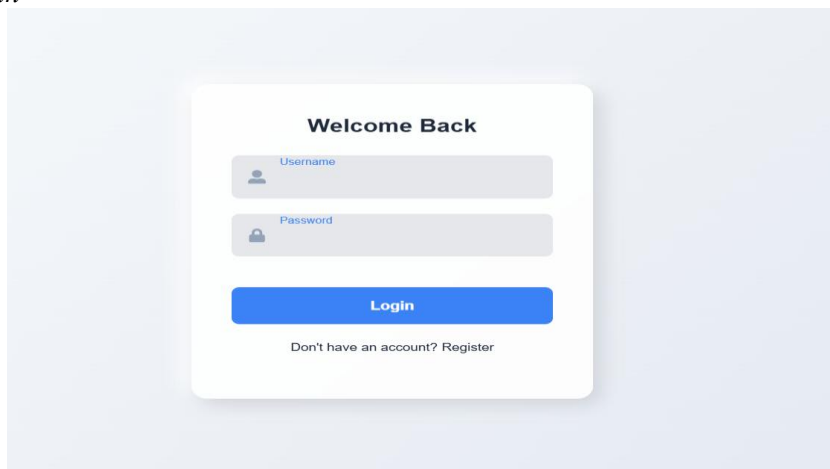 Welcome Back
Username
Password
Login
Don't have an account? Register